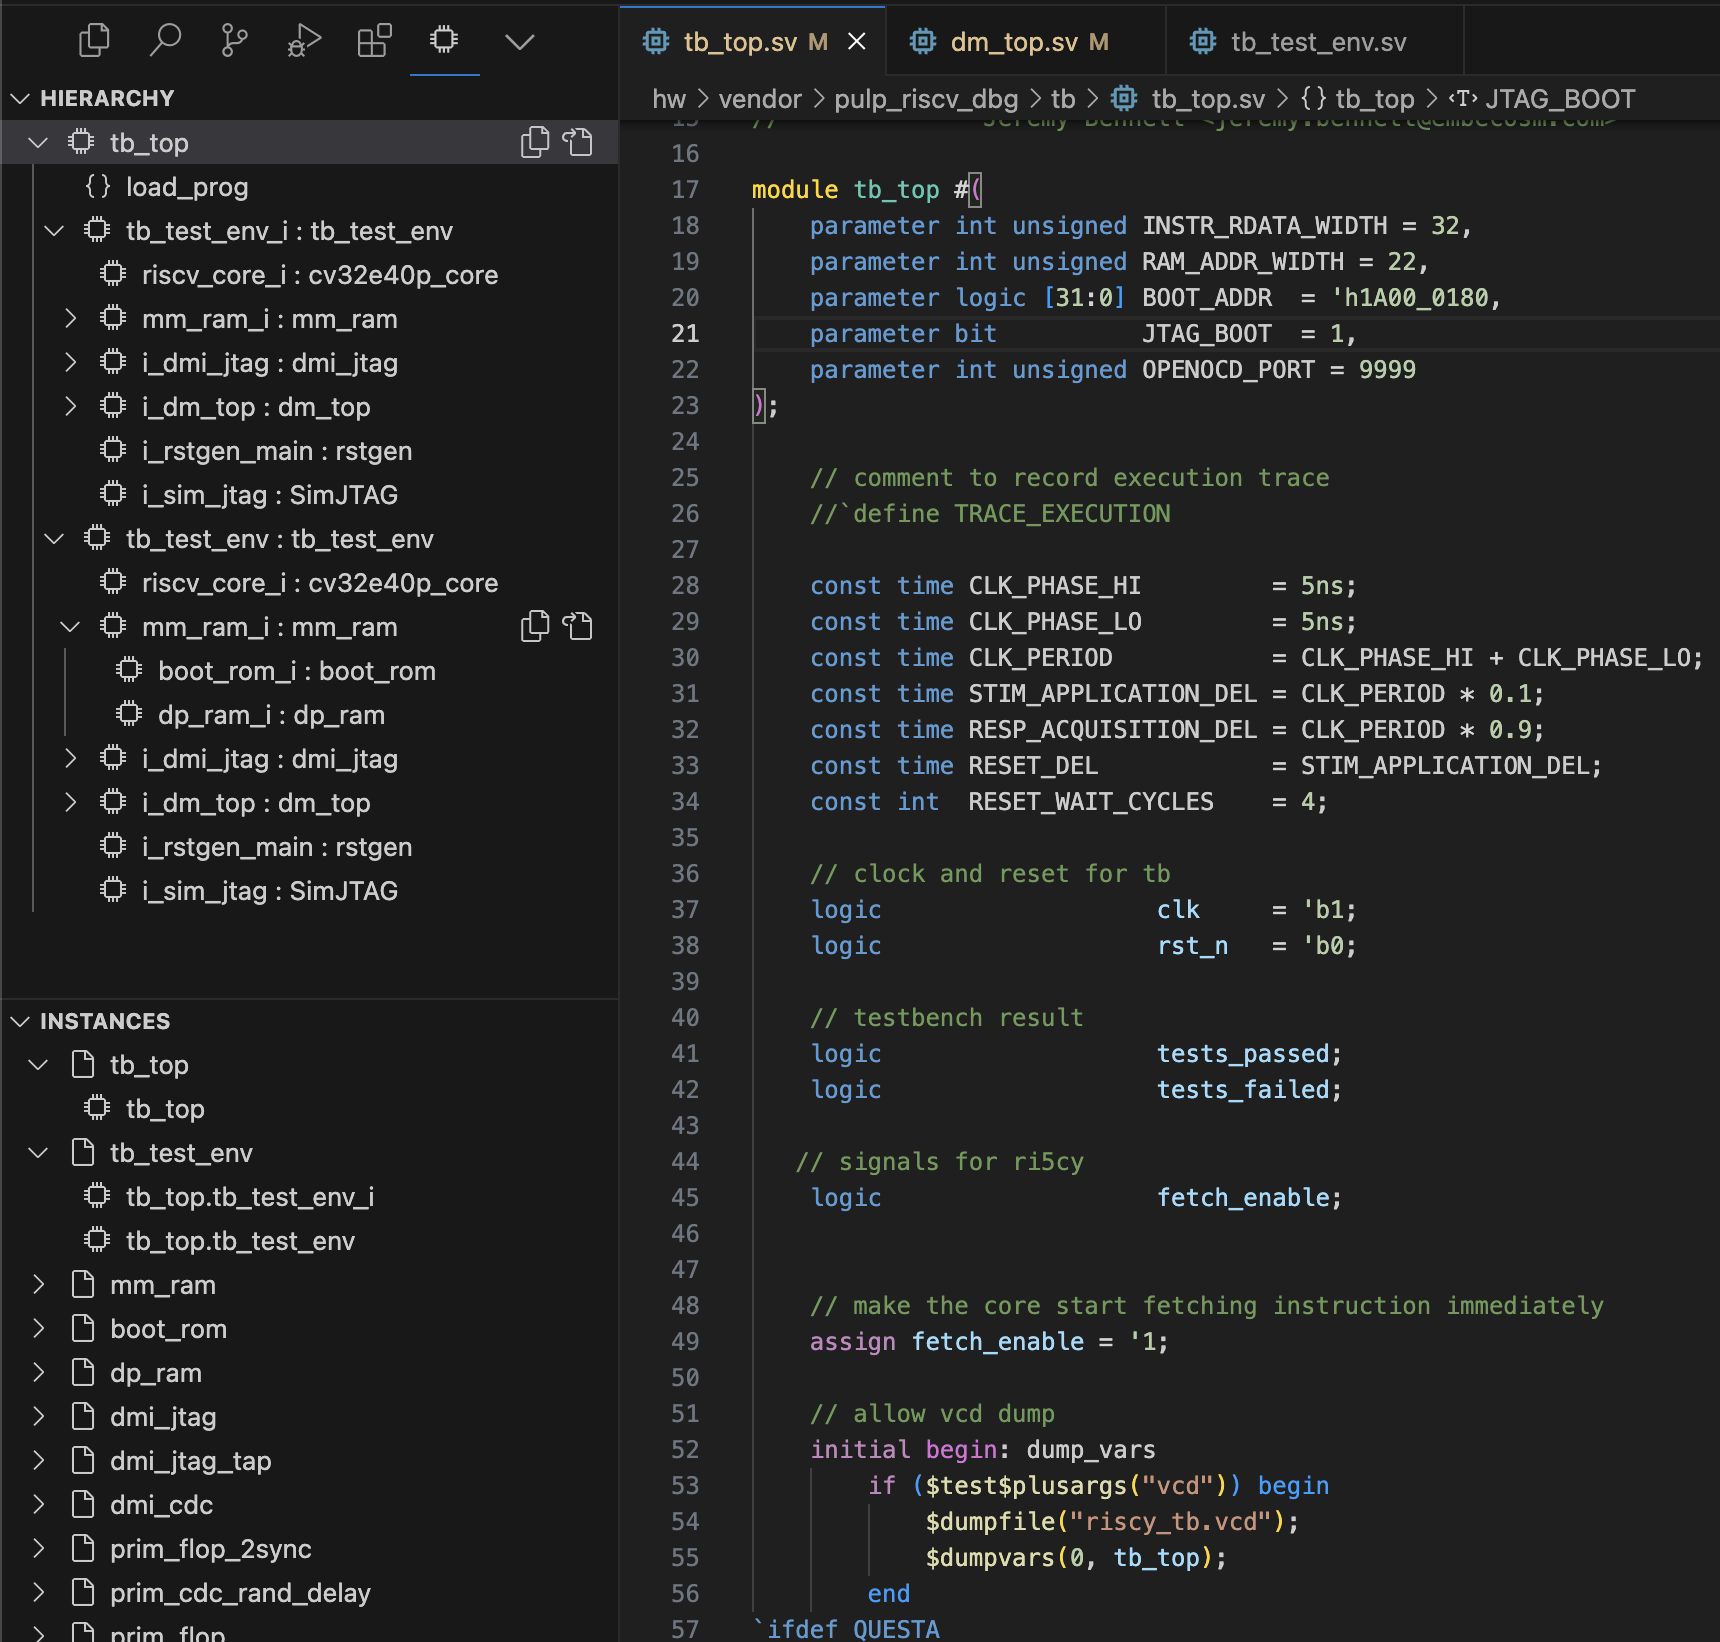 HIERARCHY
tb_top
{} load_prog
tb_test_env_i : tb_test_env
riscv_core_i : cv32e40p_core
mm_ram_i : mm_ram
i_dmi_jtag : dmi_jtag
i_dm_top : dm_top
i_rstgen_main : rstgen
i_sim_jtag : SimJTAG
tb_test_env : tb_test_env
riscv_core_i : cv32e40p_core
mm_ram_i : mm_ram
boot_rom_i : boot_rom
dp_ram_i : dp_ram
i_dmi_jtag : dmi_jtag
i_dm_top : dm_top
i_rstgen_main : rstgen
i_sim_jtag : SimJTAG
INSTANCES
tb_top
tb_top
tb_test_env
tb_top.tb_test_env_i
tb_top.tb_test_env
mm_ram
boot_rom
dp_ram
dmi_jtag
dmi_jtag_tap
dmi_cdc
prim_flop_2sync
prim_cdc_rand_delay
prim_flop
tb_top.sv M
dm_top.sv M
tb_test_env.sv
hw > vendor > pulp_riscv_dbg > tb > tb_top.sv > {} tb_top > JTAG_BOOT
15 // Jeremy Bennett <jeremy.bennett@embecosm.com>
16
17 module tb_top #(
18 parameter int unsigned INSTR_RDATA_WIDTH = 32,
19 parameter int unsigned RAM_ADDR_WIDTH = 22,
20 parameter logic [31:0] BOOT_ADDR  = 'h1A00_0180,
21 parameter bit          JTAG_BOOT  = 1,
22 parameter int unsigned OPENOCD_PORT = 9999
23 );
24
25 // comment to record execution trace
26 //`define TRACE_EXECUTION
27
28 const time CLK_PHASE_HI         = 5ns;
29 const time CLK_PHASE_LO         = 5ns;
30 const time CLK_PERIOD           = CLK_PHASE_HI + CLK_PHASE_LO;
31 const time STIM_APPLICATION_DEL = CLK_PERIOD * 0.1;
32 const time RESP_ACQUISITION_DEL = CLK_PERIOD * 0.9;
33 const time RESET_DEL            = STIM_APPLICATION_DEL;
34 const int  RESET_WAIT_CYCLES    = 4;
35
36 // clock and reset for tb
37 logic                   clk     = 'b1;
38 logic                   rst_n   = 'b0;
39
40 // testbench result
41 logic                   tests_passed;
42 logic                   tests_failed;
43
44 // signals for ri5cy
45 logic                   fetch_enable;
46
47
48 // make the core start fetching instruction immediately
49 assign fetch_enable = '1;
50
51 // allow vcd dump
52 initial begin: dump_vars
53 if ($test$plusargs("vcd")) begin
54 $dumpfile("riscy_tb.vcd");
55 $dumpvars(0, tb_top);
56 end
57 `ifdef QUESTA